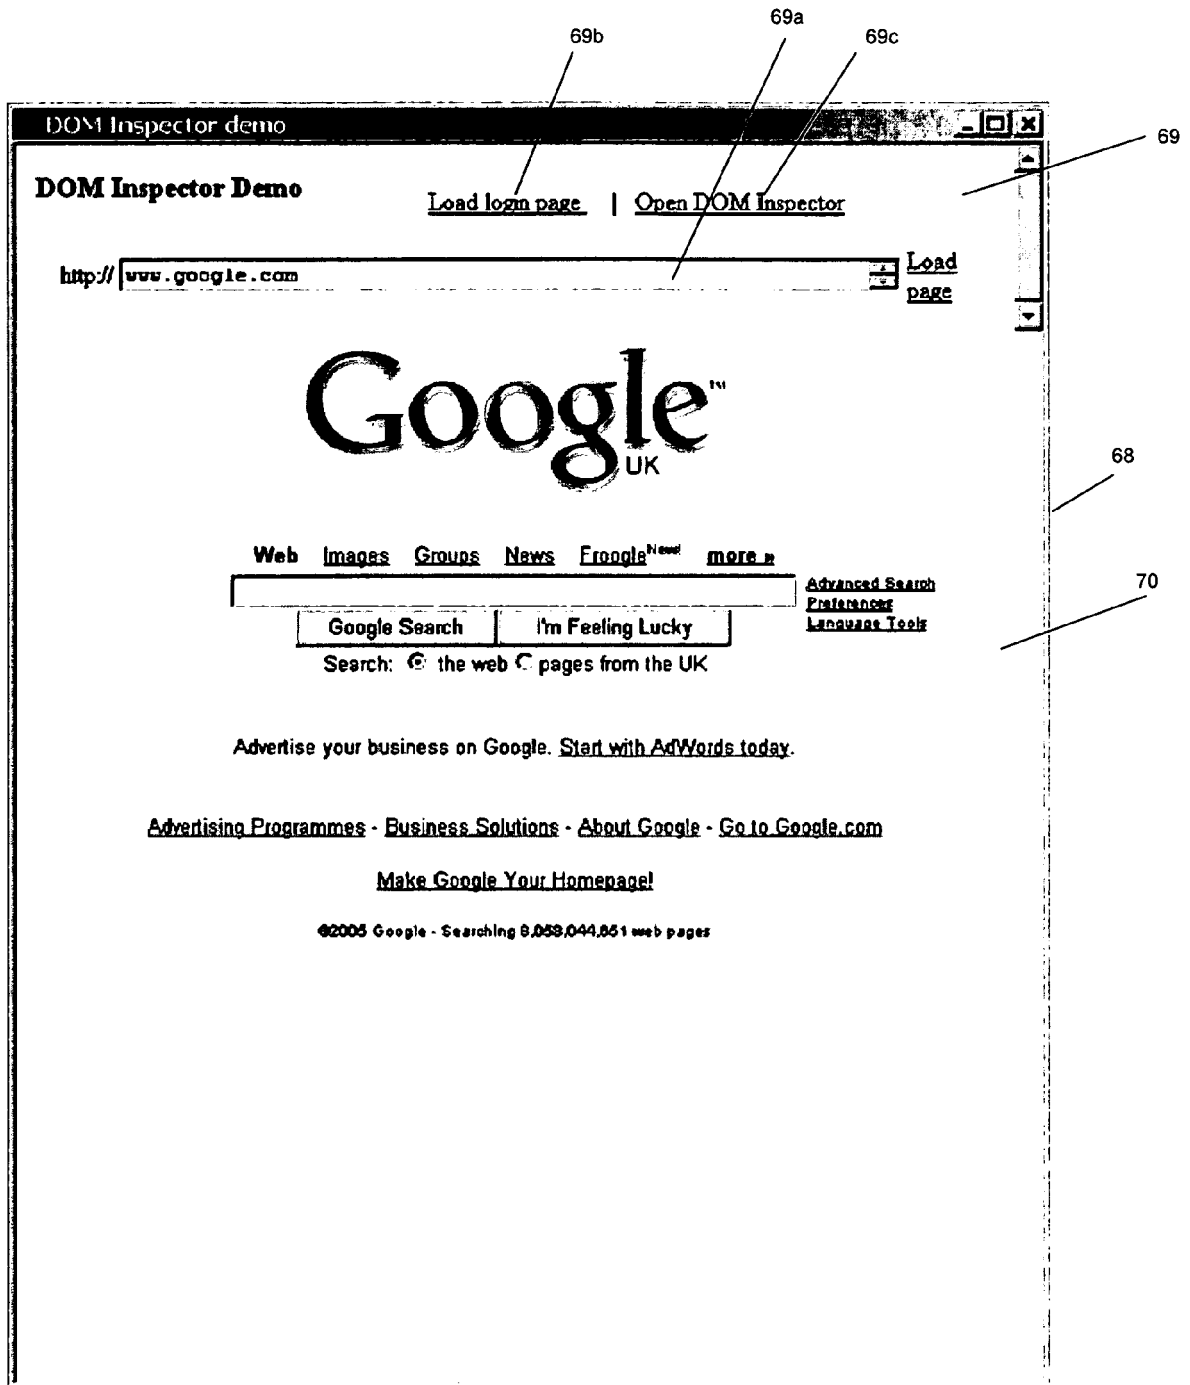 69a
69b
69c
DOM Inspector demo
69
DOM Inspector Demo
Load login page | Open DOM Inspector
http:// www.google.com Load page
Google™
UK
68
Web Images Groups News Froogle New! more »
70
Advanced Search
Preferences
Language Tools
Google Search I'm Feeling Lucky
Search: the web pages from the UK
Advertise your business on Google. Start with AdWords today.
Advertising Programmes - Business Solutions - About Google - Go to Google.com
Make Google Your Homepage!
©2005 Google - Searching web pages